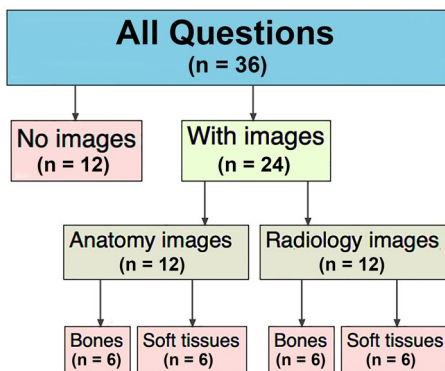 All Questions
(n = 36)
No images
(n = 12)
With images
(n = 24)
Anatomy images
(n = 12)
Radiology images
(n = 12)
Bones
(n = 6)
Soft tissues
(n = 6)
Bones
(n = 6)
Soft tissues
(n = 6)